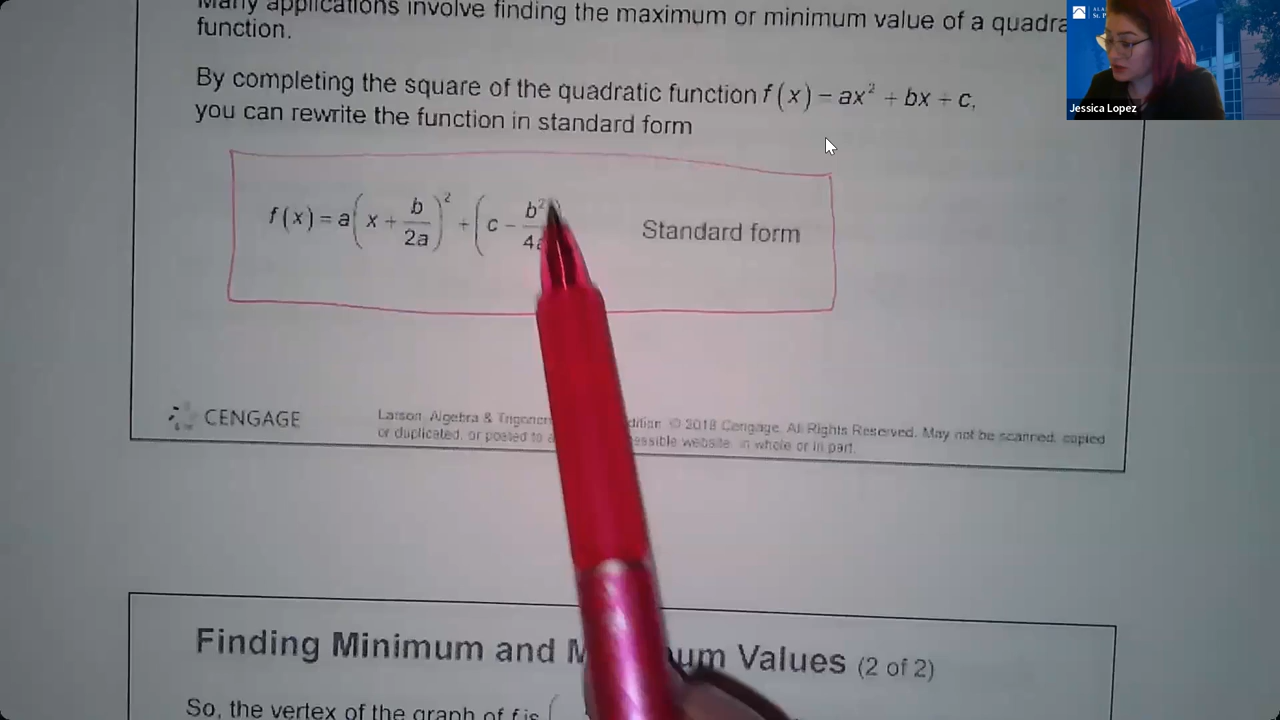 Many applications involve finding the maximum or minimum value of a quadra
function.
By completing the square of the quadratic function f(x) = ax² + bx + c,
you can rewrite the function in standard form
f(x) = a(x + b/2a)² + (c - b²/4a
Standard form
CENGAGE
Larson, Algebra & Trigonom dition. © 2018 Cengage. All Rights Reserved. May not be scanned, copied
or duplicated, or posted to a essible website, in whole or in part.
Finding Minimum and M um Values (2 of 2)
So, the vertex of the graph of f is (
Jessica Lopez